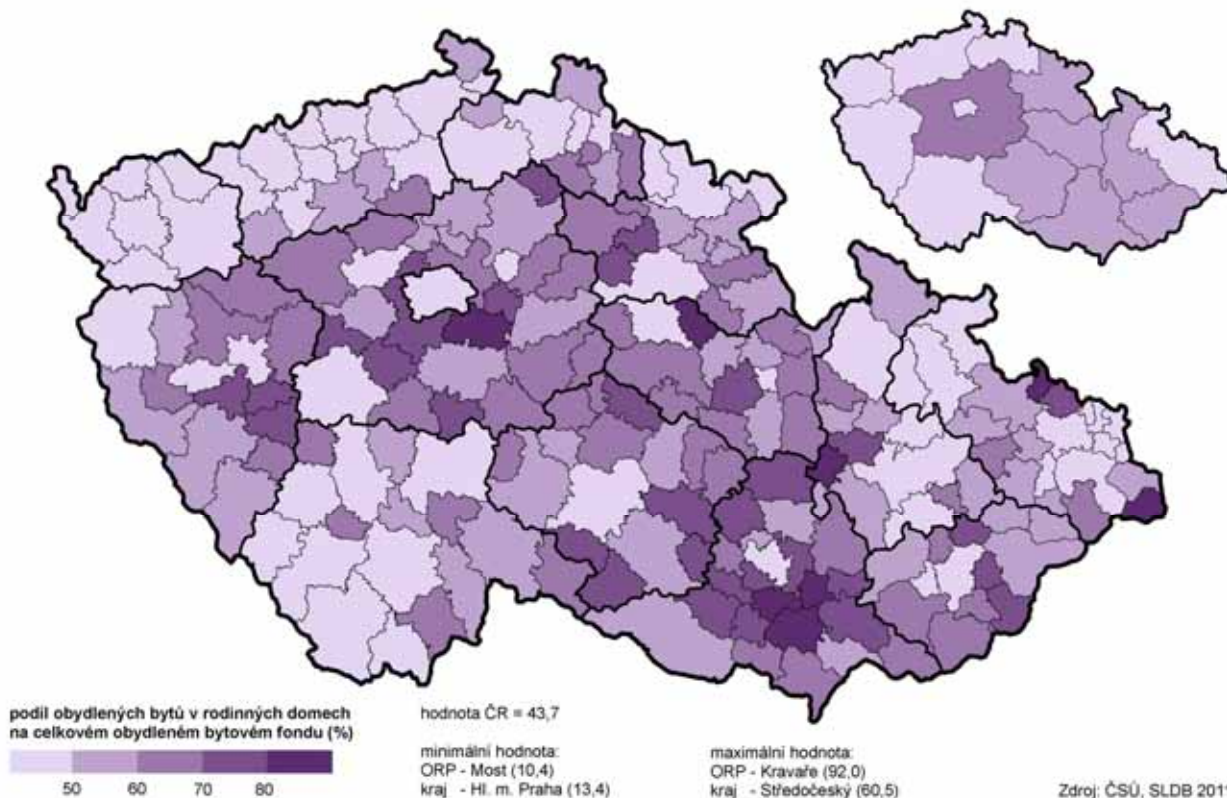 podíl obydlených bytů v rodinných domech
na celkovém obydleném bytovém fondu (%)
50 60 70 80
hodnota ČR = 43,7
minimální hodnota:
ORP - Most (10,4)
kraj - Hl. m. Praha (13,4)
maximální hodnota:
ORP - Kravaře (92,0)
kraj - Středočeský (60,5)
Zdroj: ČSÚ, SLDB 2011